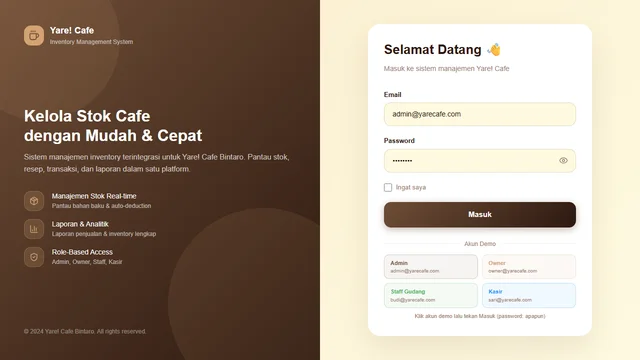 Yare! Cafe
Inventory Management System
Kelola Stok Cafe
dengan Mudah & Cepat
Sistem manajemen inventory terintegrasi untuk Yare! Cafe Bintaro. Pantau stok,
resep, transaksi, dan laporan dalam satu platform.
Manajemen Stok Real-time
Pantau bahan baku & auto-deduction
Laporan & Analitik
Laporan penjualan & inventory lengkap
Role-Based Access
Admin, Owner, Staff, Kasir
© 2024 Yare! Cafe Bintaro. All rights reserved.
Selamat Datang 👋
Masuk ke sistem manajemen Yare! Cafe
Email
admin@yarecafe.com
Password
••••••••
Ingat saya
Masuk
Akun Demo
Admin
admin@yarecafe.com
Owner
owner@yarecafe.com
Staff Gudang
budi@yarecafe.com
Kasir
sari@yarecafe.com
Klik akun demo lalu tekan Masuk (password: apapun)